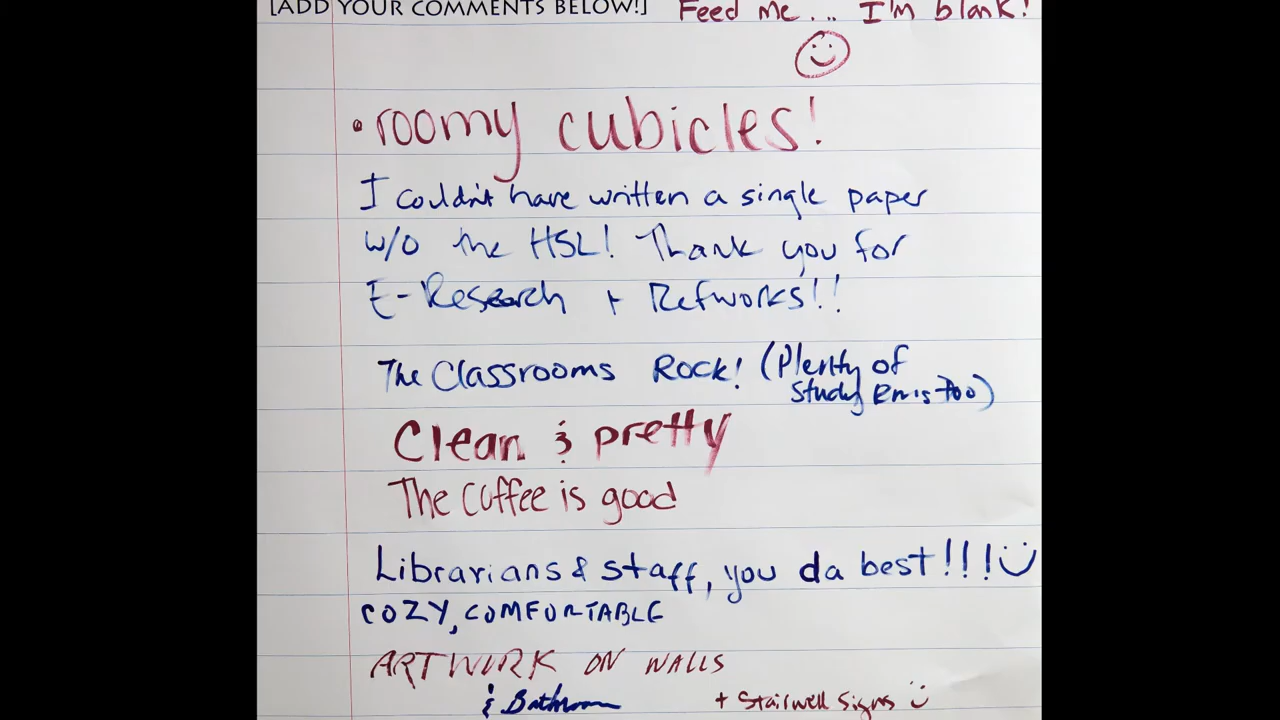 [ADD YOUR COMMENTS BELOW!] Feed me... I'm blank!
• roomy cubicles!
I couldn't have written a single paper
w/o the HSL! Thank you for
E-Research + Refworks!!
The Classrooms Rock! (Plenty of
Study Rms Too)
Clean & pretty
The coffee is good
Librarians & staff, you da best!!!
COZY, COMFORTABLE
ARTWORK ON WALLS
& Bathroom + Stairwell Signs